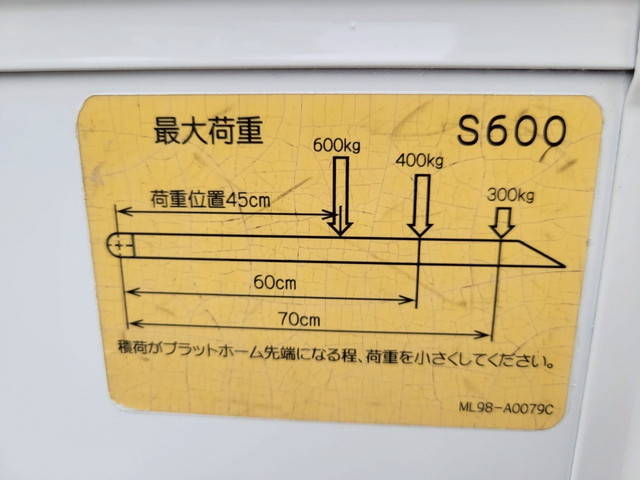 最大荷重 S600
600kg
400kg
300kg
荷重位置45cm
60cm
70cm
積荷がプラットホーム先端になる程、荷重を小さくしてください。
ML98-A0079C